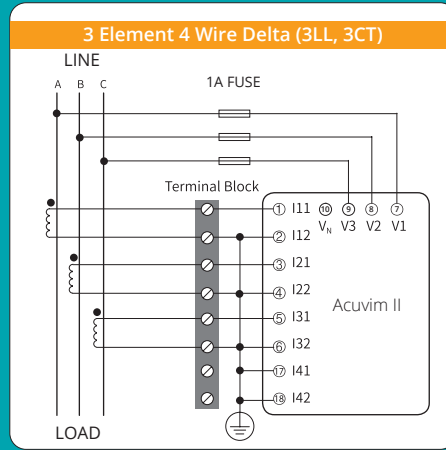 3 Element 4 Wire Delta (3LL, 3CT)
LINE
A B C
1A FUSE
Terminal Block
1 I11 10 9 8 7
VN V3 V2 V1
2 I12
3 I21
4 I22
Acuvim II
5 I31
6 I32
17 I41
18 I42
LOAD